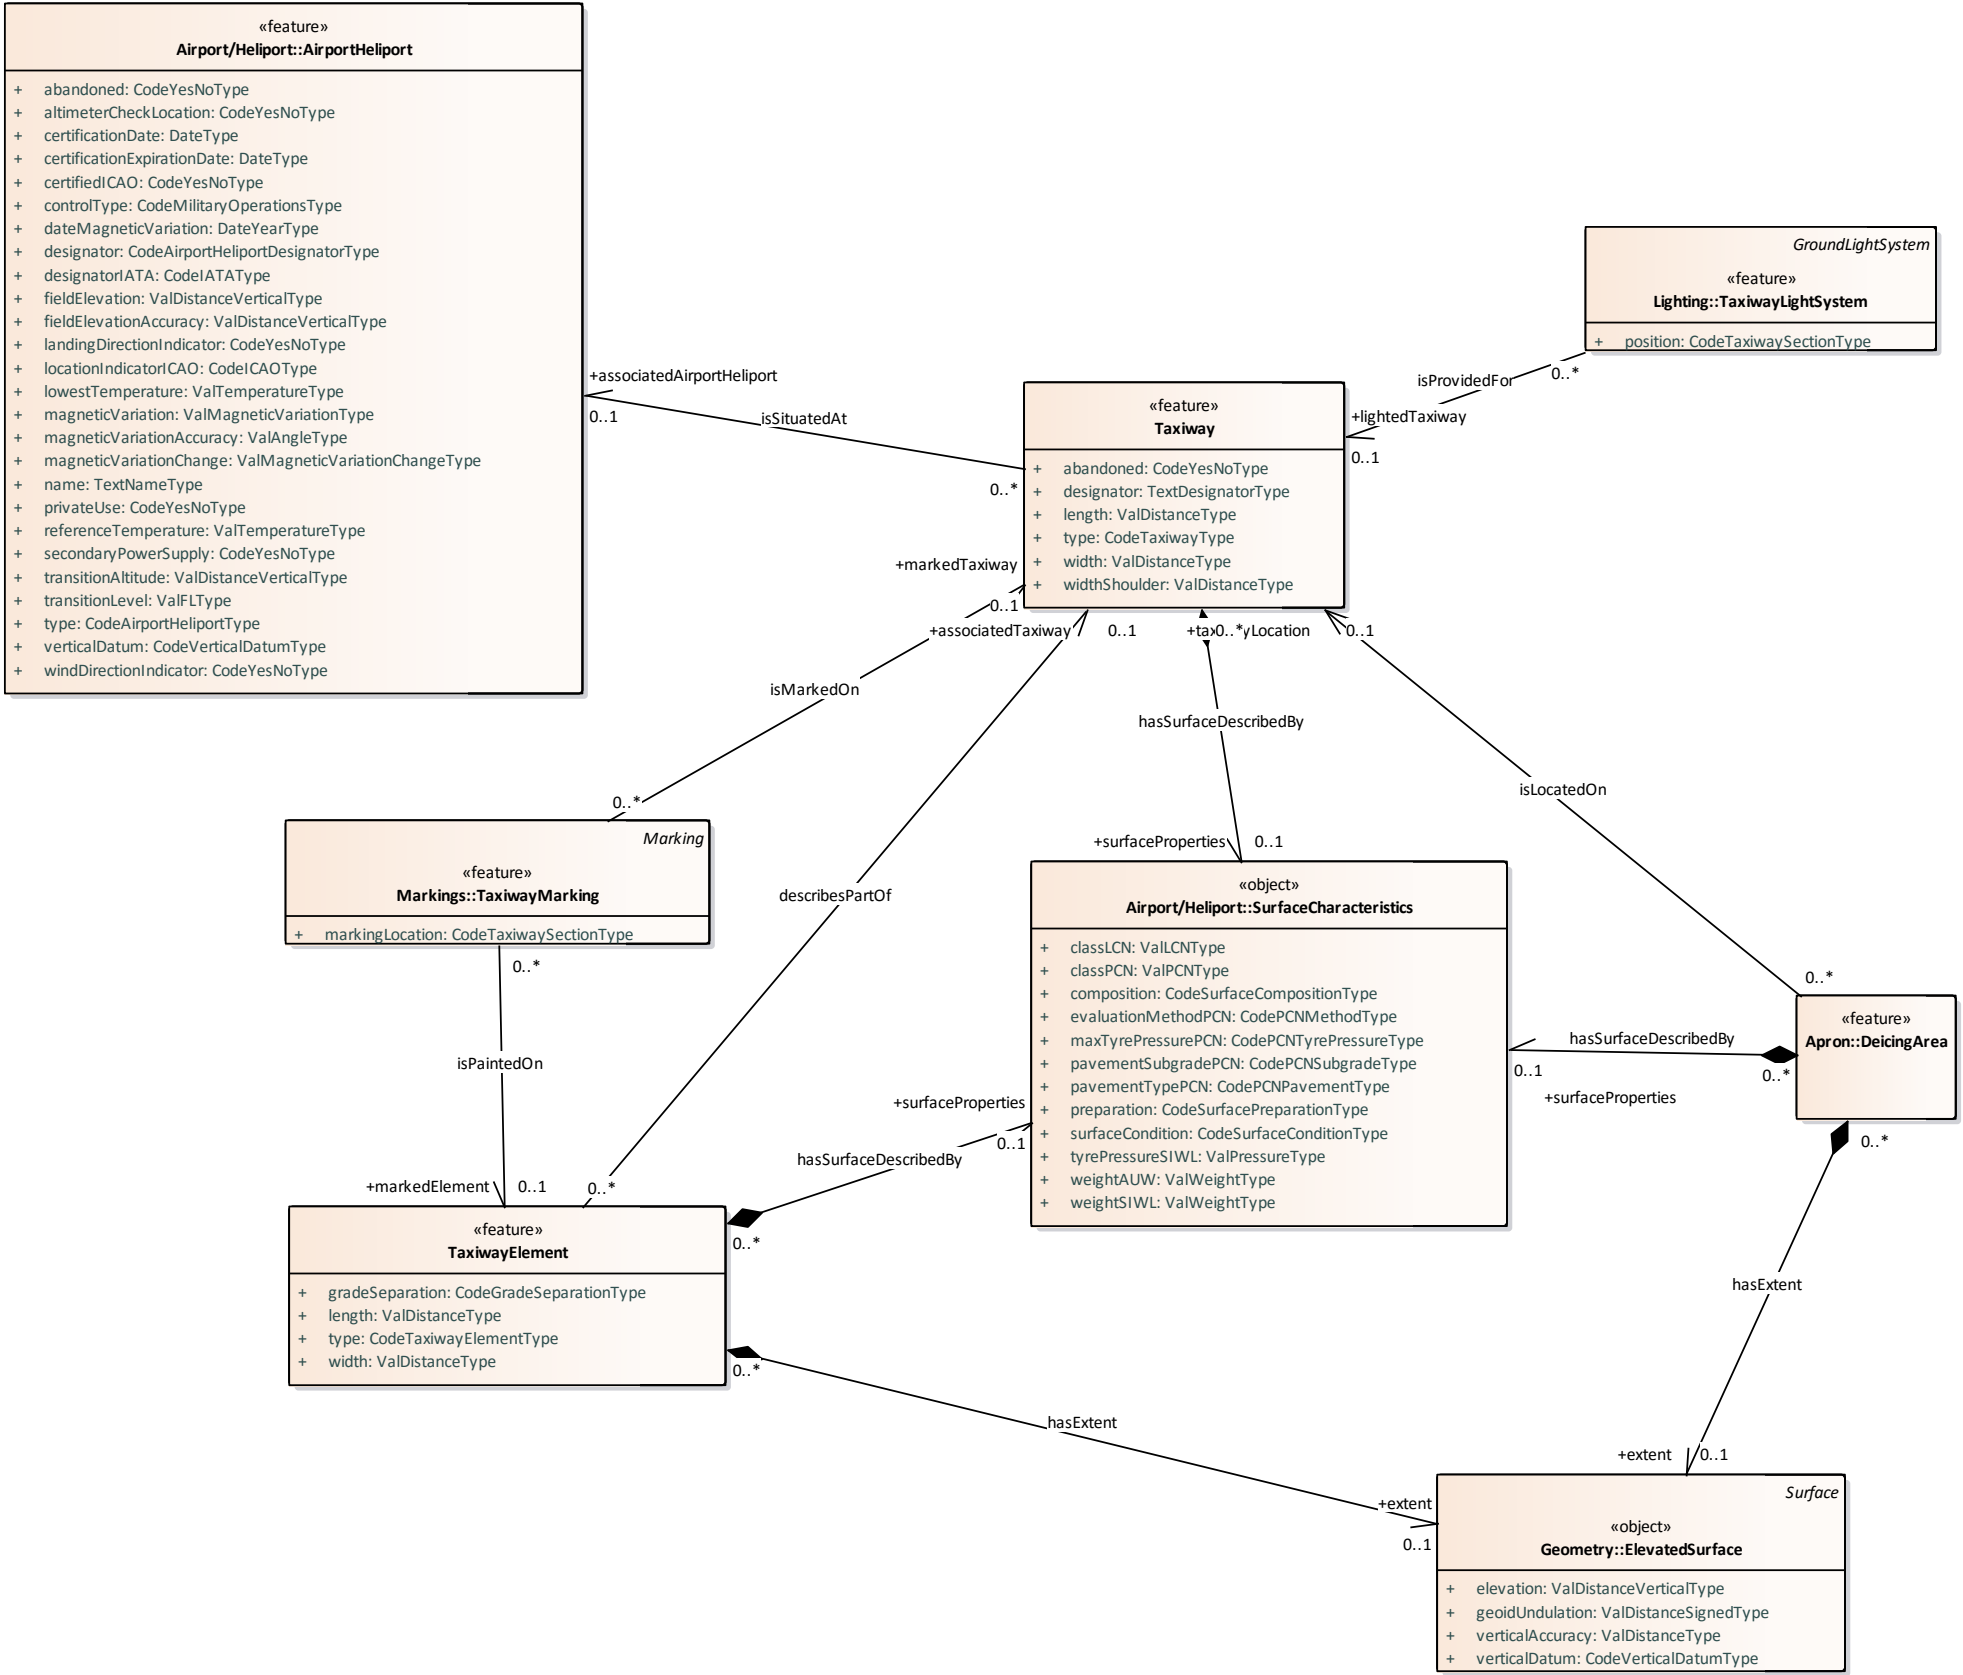 «feature»
Airport/Heliport::AirportHeliport
+ abandoned: CodeYesNoType
+ altimeterCheckLocation: CodeYesNoType
+ certificationDate: DateType
+ certificationExpirationDate: DateType
+ certifiedICAO: CodeYesNoType
+ controlType: CodeMilitaryOperationsType
+ dateMagneticVariation: DateYearType
+ designator: CodeAirportHeliportDesignatorType
+ designatorIATA: CodeIATAType
+ fieldElevation: ValDistanceVerticalType
+ fieldElevationAccuracy: ValDistanceVerticalType
+ landingDirectionIndicator: CodeYesNoType
+ locationIndicatorICAO: CodeICAOType
+ lowestTemperature: ValTemperatureType
+ magneticVariation: ValMagneticVariationType
+ magneticVariationAccuracy: ValAngleType
+ magneticVariationChange: ValMagneticVariationChangeType
+ name: TextNameType
+ privateUse: CodeYesNoType
+ referenceTemperature: ValTemperatureType
+ secondaryPowerSupply: CodeYesNoType
+ transitionAltitude: ValDistanceVerticalType
+ transitionLevel: ValFLType
+ type: CodeAirportHeliportType
+ verticalDatum: CodeVerticalDatumType
+ windDirectionIndicator: CodeYesNoType
GroundLightSystem
«feature»
Lighting::TaxiwayLightSystem
+ position: CodeTaxiwaySectionType
0..*
isProvidedFor
+lightedTaxiway
0..1
+associatedAirportHeliport
0..1
isSituatedAt
0..*
«feature»
Taxiway
+ abandoned: CodeYesNoType
+ designator: TextDesignatorType
+ length: ValDistanceType
+ type: CodeTaxiwayType
+ width: ValDistanceType
+ widthShoulder: ValDistanceType
+markedTaxiway
0..1
+associatedTaxiway
0..1
0..*
0..1
isMarkedOn
0..*
hasSurfaceDescribedBy
isLocatedOn
+surfaceProperties
0..1
describesPartOf
Marking
«feature»
Markings::TaxiwayMarking
+ markingLocation: CodeTaxiwaySectionType
0..*
isPaintedOn
+markedElement
0..1
0..*
«object»
Airport/Heliport::SurfaceCharacteristics
+ classLCN: ValLCNType
+ classPCN: ValPCNType
+ composition: CodeSurfaceCompositionType
+ evaluationMethodPCN: CodePCNMethodType
+ maxTyrePressurePCN: CodePCNTyrePressureType
+ pavementSubgradePCN: CodePCNSubgradeType
+ pavementTypePCN: CodePCNPavementType
+ preparation: CodeSurfacePreparationType
+ surfaceCondition: CodeSurfaceConditionType
+ tyrePressureSIWL: ValPressureType
+ weightAUW: ValWeightType
+ weightSIWL: ValWeightType
0..*
«feature»
Apron::DeicingArea
hasSurfaceDescribedBy
0..1
0..*
+surfaceProperties
0..*
+surfaceProperties
0..1
hasSurfaceDescribedBy
0..*
«feature»
TaxiwayElement
+ gradeSeparation: CodeGradeSeparationType
+ length: ValDistanceType
+ type: CodeTaxiwayElementType
+ width: ValDistanceType
0..*
hasExtent
+extent
0..1
hasExtent
+extent
0..1
Surface
«object»
Geometry::ElevatedSurface
+ elevation: ValDistanceVerticalType
+ geoidUndulation: ValDistanceSignedType
+ verticalAccuracy: ValDistanceType
+ verticalDatum: CodeVerticalDatumType